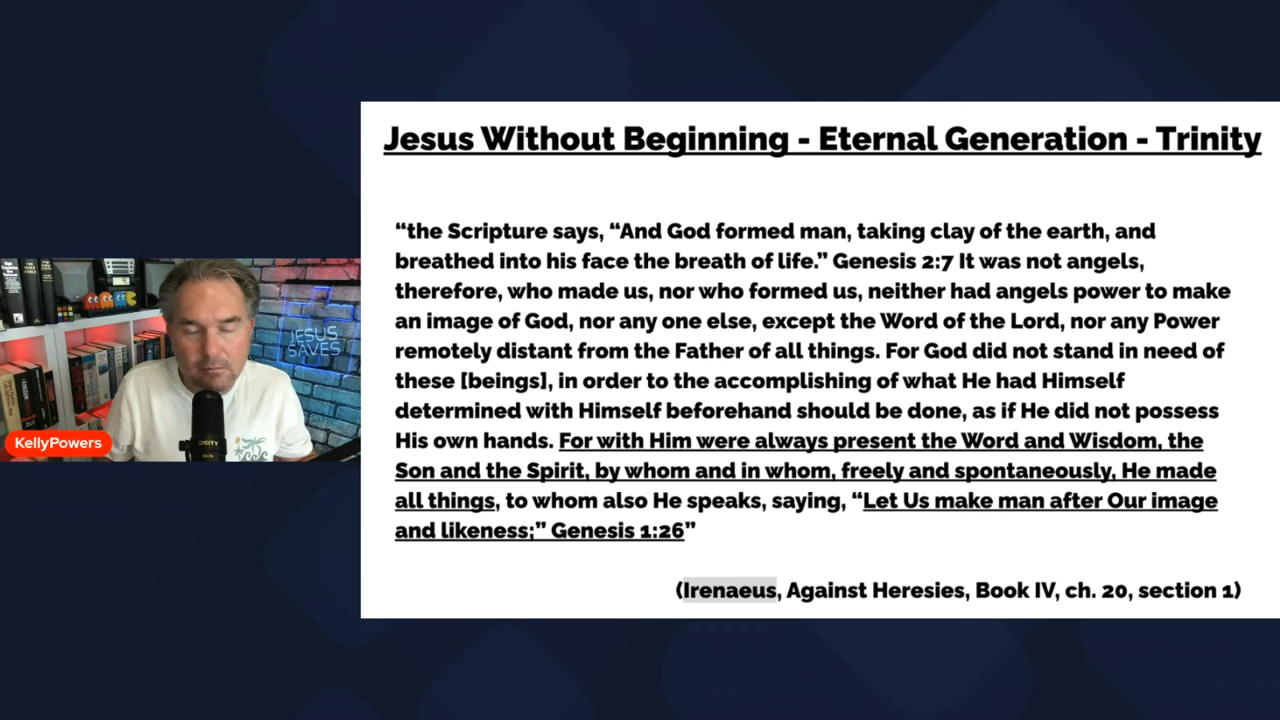 Jesus Without Beginning - Eternal Generation - Trinity
“the Scripture says, “And God formed man, taking clay of the earth, and
breathed into his face the breath of life.” Genesis 2:7 It was not angels,
therefore, who made us, nor who formed us, neither had angels power to make
an image of God, nor any one else, except the Word of the Lord, nor any Power
remotely distant from the Father of all things. For God did not stand in need of
these [beings], in order to the accomplishing of what He had Himself
determined with Himself beforehand should be done, as if He did not possess
His own hands. For with Him were always present the Word and Wisdom, the
Son and the Spirit, by whom and in whom, freely and spontaneously, He made
all things, to whom also He speaks, saying, “Let Us make man after Our image
and likeness;” Genesis 1:26”
(Irenaeus, Against Heresies, Book IV, ch. 20, section 1)
JESUS
SAVES
KellyPowers
DEITY